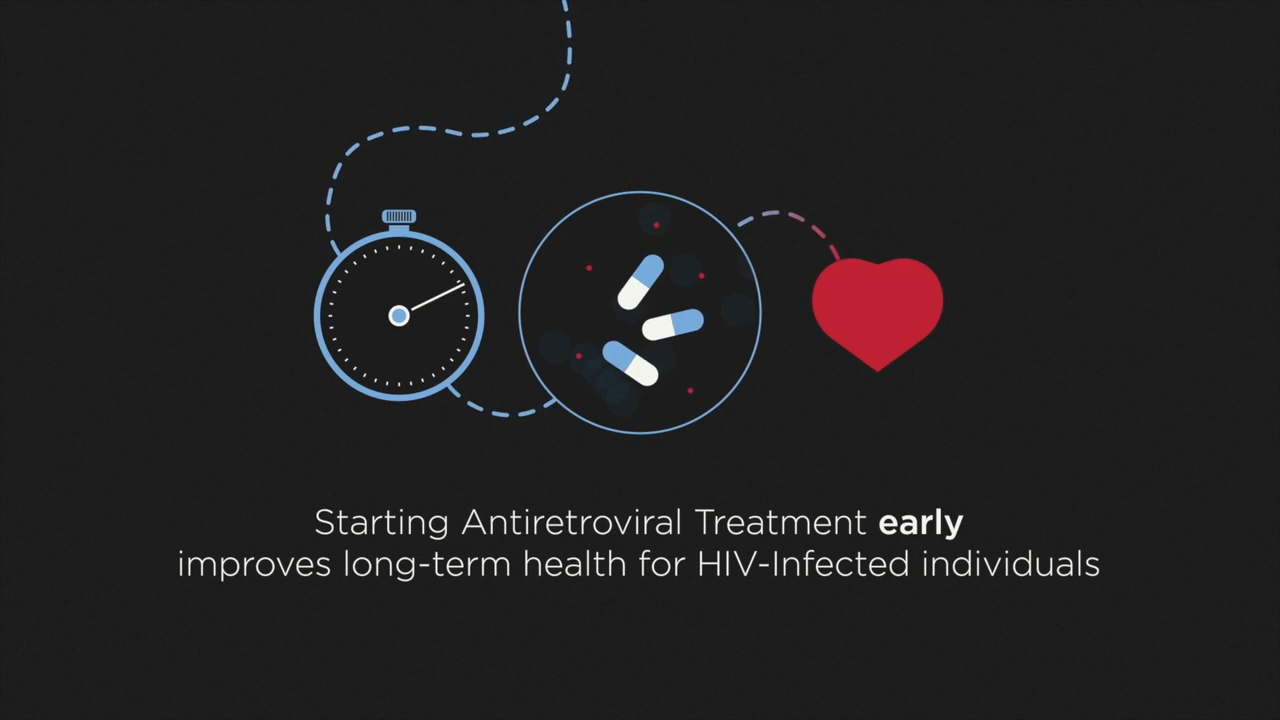 Starting Antiretroviral Treatment early
improves long-term health for HIV-Infected individuals